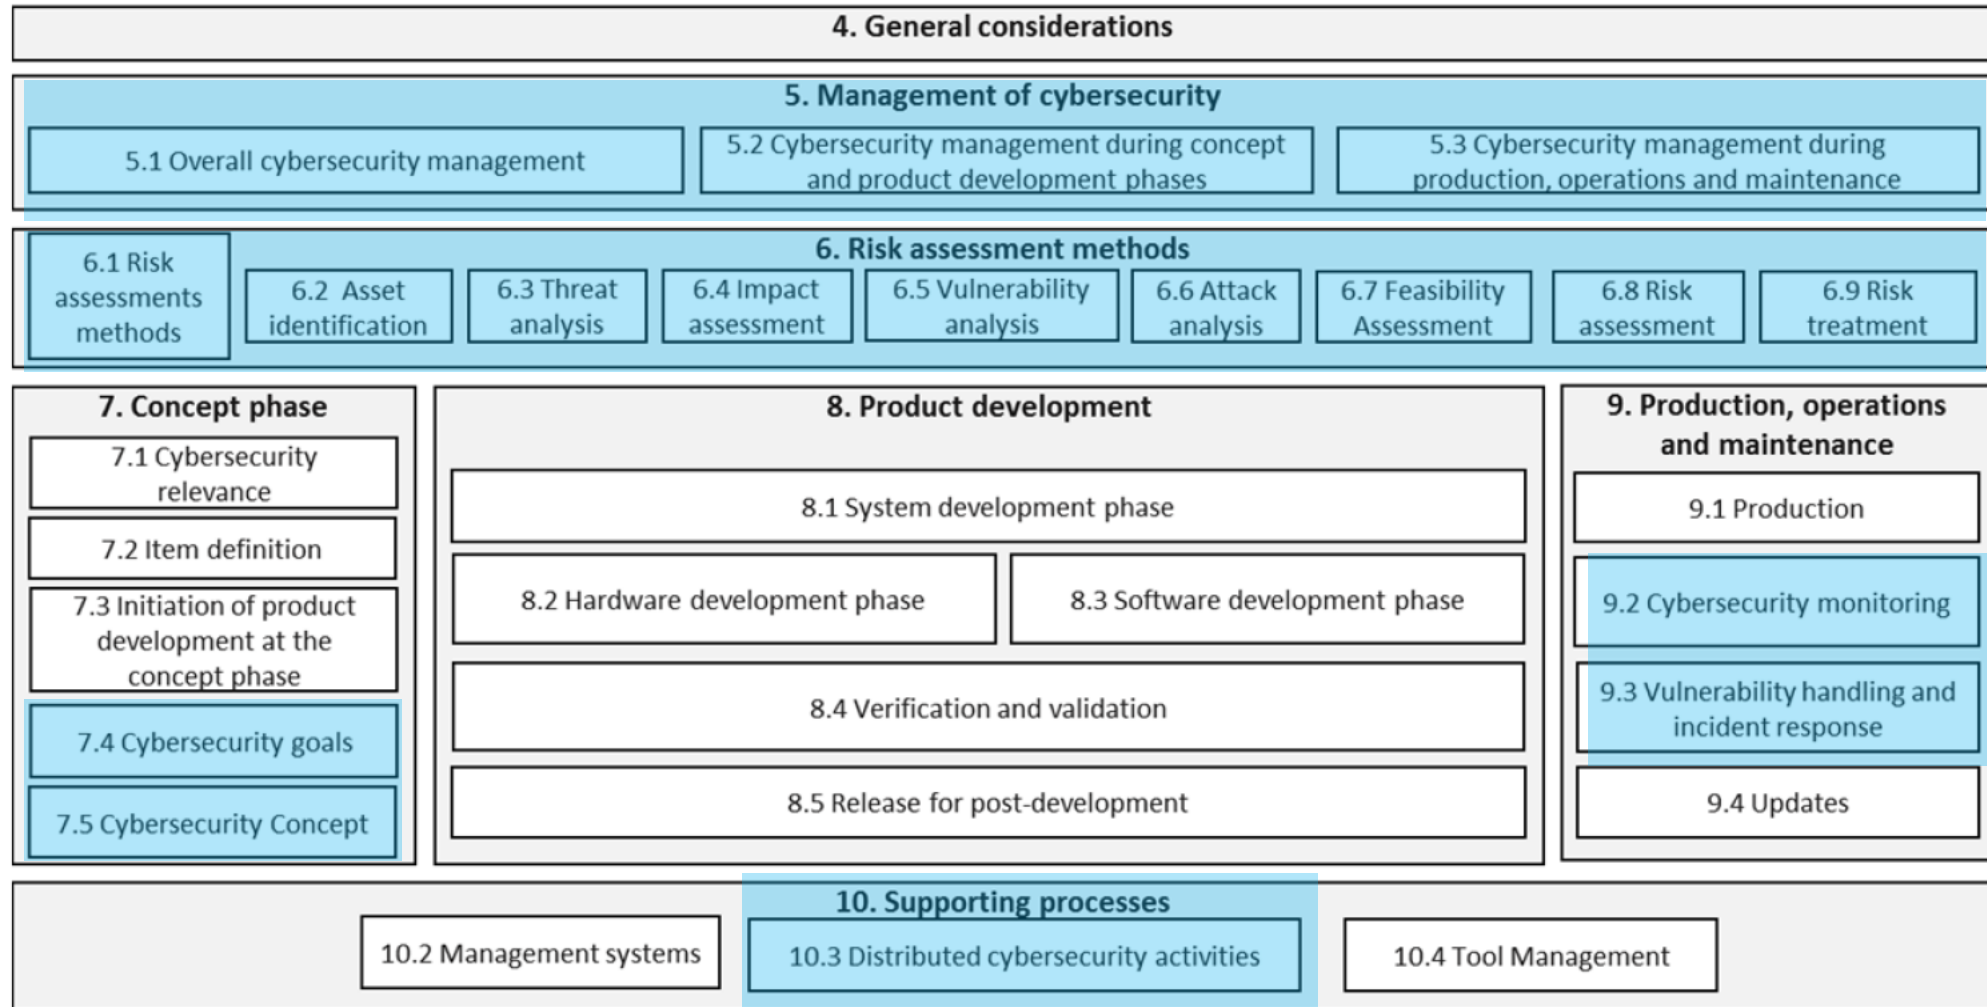 4. General considerations
5. Management of cybersecurity
5.1 Overall cybersecurity management
5.2 Cybersecurity management during concept
and product development phases
5.3 Cybersecurity management during
production, operations and maintenance
6. Risk assessment methods
6.1 Risk
assessments
methods
6.2 Asset
identification
6.3 Threat
analysis
6.4 Impact
assessment
6.5 Vulnerability
analysis
6.6 Attack
analysis
6.7 Feasibility
Assessment
6.8 Risk
assessment
6.9 Risk
treatment
7. Concept phase
7.1 Cybersecurity
relevance
7.2 Item definition
7.3 Initiation of product
development at the
concept phase
7.4 Cybersecurity goals
7.5 Cybersecurity Concept
8. Product development
8.1 System development phase
8.2 Hardware development phase
8.3 Software development phase
8.4 Verification and validation
8.5 Release for post-development
9. Production, operations
and maintenance
9.1 Production
9.2 Cybersecurity monitoring
9.3 Vulnerability handling and
incident response
9.4 Updates
10. Supporting processes
10.2 Management systems
10.3 Distributed cybersecurity activities
10.4 Tool Management